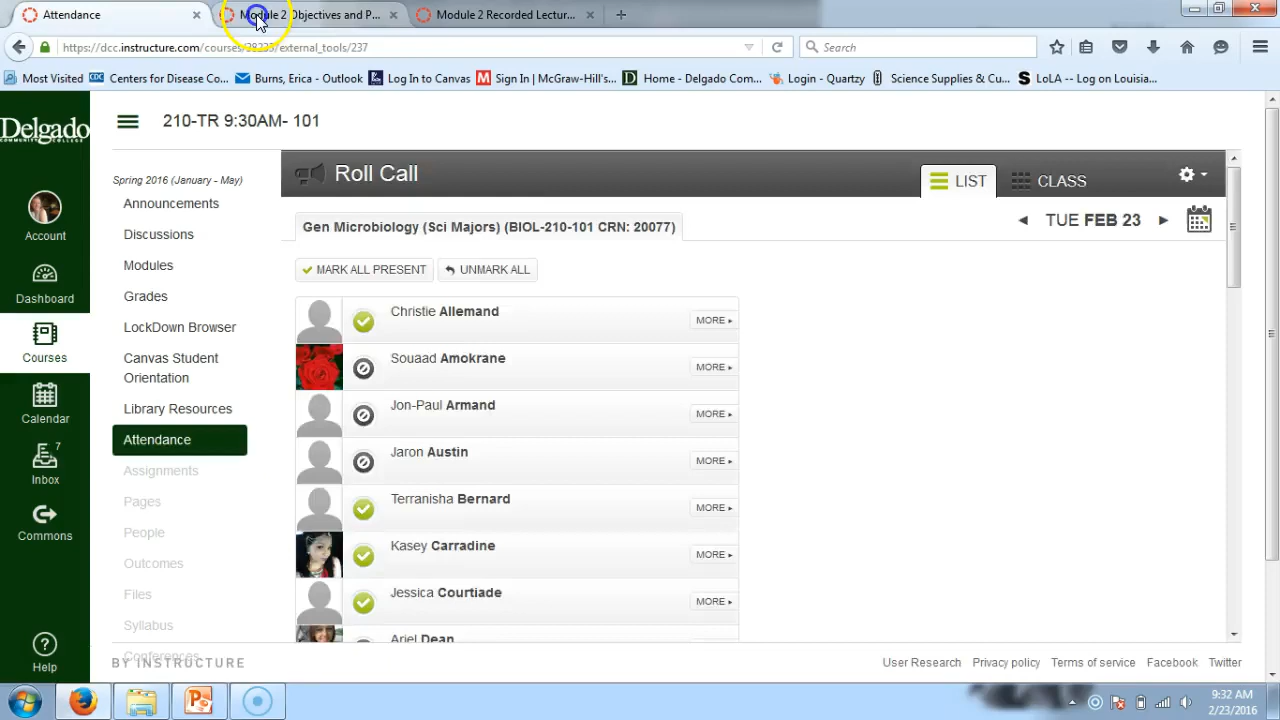 Attendance
Module 2 Objectives and P...
Module 2 Recorded Lectur...
https://dcc.instructure.com/courses/38233/external_tools/237
Search
Most Visited
CDC Centers for Disease Co...
Burns, Erica - Outlook
Log In to Canvas
M Sign In | McGraw-Hill's...
D Home - Delgado Com...
Login - Quartzy
Science Supplies & Cu...
S LoLA -- Log on Louisia...
Delgado
COMMUNITY COLLEGE
210-TR 9:30AM- 101
Account
Dashboard
Courses
Calendar
7
Inbox
Commons
Help
Spring 2016 (January - May)
Announcements
Discussions
Modules
Grades
LockDown Browser
Canvas Student
Orientation
Library Resources
Attendance
Assignments
Pages
People
Outcomes
Files
Syllabus
Conferences
Roll Call
LIST
CLASS
Gen Microbiology (Sci Majors) (BIOL-210-101 CRN: 20077)
TUE FEB 23
MARK ALL PRESENT
UNMARK ALL
Christie Allemand
MORE
Souaad Amokrane
MORE
Jon-Paul Armand
MORE
Jaron Austin
MORE
Terranisha Bernard
MORE
Kasey Carradine
MORE
Jessica Courtiade
MORE
Ariel Dean
BY INSTRUCTURE
User Research
Privacy policy
Terms of service
Facebook
Twitter
9:32 AM
2/23/2016